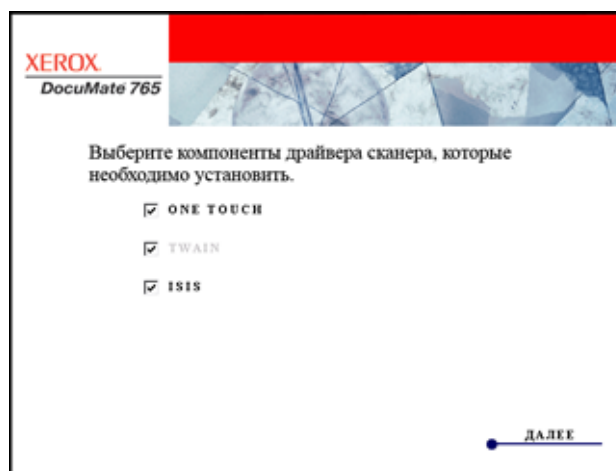 XEROX
DocuMate 765
Выберите компоненты драйвера сканера, которые
необходимо установить.
ONE TOUCH
TWAIN
ISIS
ДАЛЕЕ